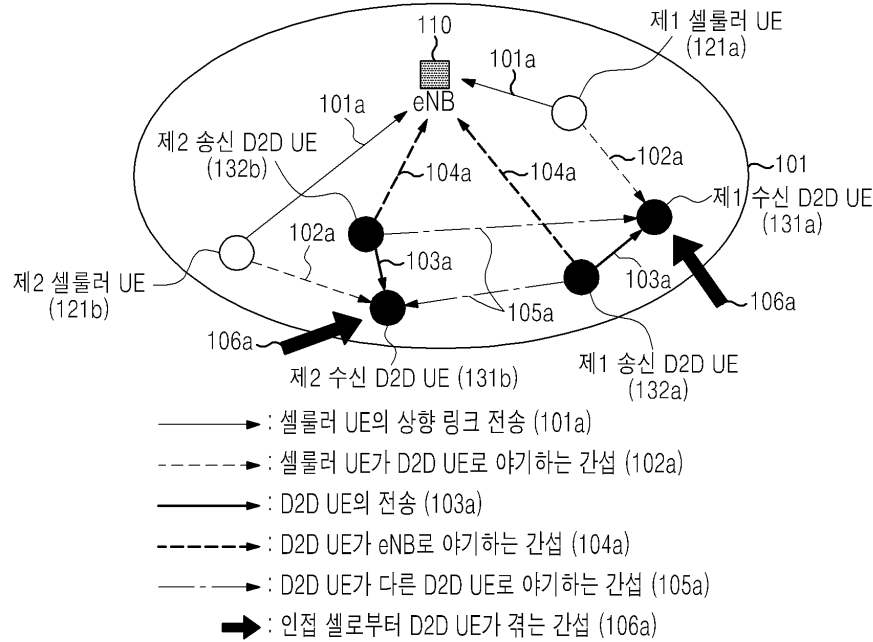 110
제1 셀룰러 UE
(121a)
101a
eNB
101a
제2 송신 D2D UE
(132b)
104a
104a
102a
101
제1 수신 D2D UE
(131a)
102a
103a
103a
제2 셀룰러 UE
(121b)
105a
106a
106a
제2 수신 D2D UE (131b)
제1 송신 D2D UE
(132a)
: 셀룰러 UE의 상향 링크 전송 (101a)
: 셀룰러 UE가 D2D UE로 야기하는 간섭 (102a)
: D2D UE의 전송 (103a)
: D2D UE가 eNB로 야기하는 간섭 (104a)
: D2D UE가 다른 D2D UE로 야기하는 간섭 (105a)
: 인접 셀로부터 D2D UE가 겪는 간섭 (106a)